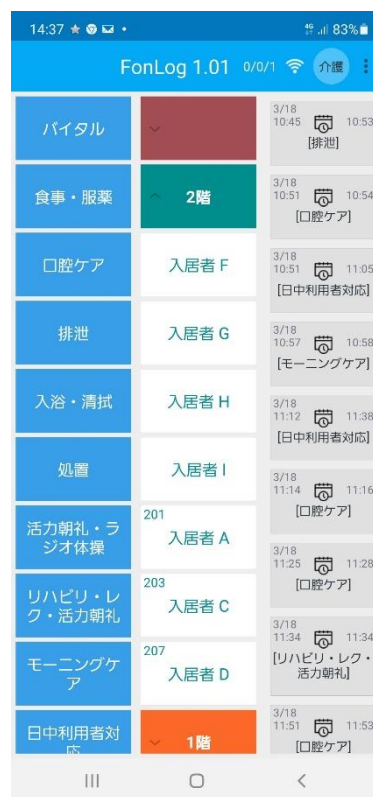 14:37
83%
FonLog 1.01 0/0/1 介護
バイタル
食事・服薬
口腔ケア
排泄
入浴・清拭
処置
活力朝礼・ラ
ジオ体操
リハビリ・レ
ク・活力朝礼
モーニングケ
ア
日中利用者対
応
2階
入居者 F
入居者 G
入居者 H
入居者 I
201
入居者 A
203
入居者 C
207
入居者 D
1階
3/18
10:45 10:53
[排泄]
3/18
10:51 10:54
[口腔ケア]
3/18
10:51 11:05
[日中利用者対応]
3/18
10:57 10:58
[モーニングケア]
3/18
11:12 11:38
[日中利用者対応]
3/18
11:14 11:16
[口腔ケア]
3/18
11:25 11:28
[口腔ケア]
3/18
11:34 11:34
[リハビリ・レク・
活力朝礼]
3/18
11:51 11:53
[口腔ケア]